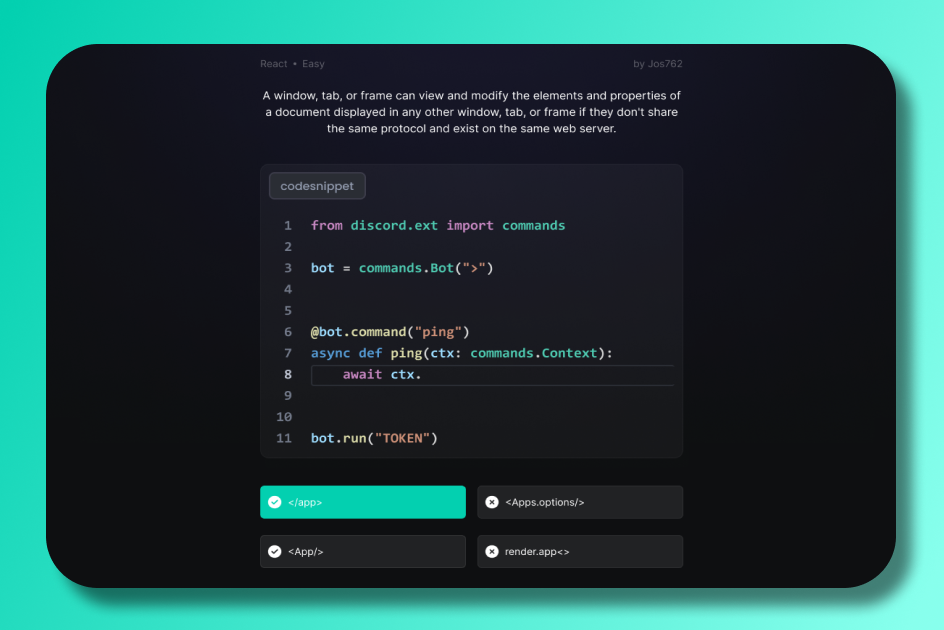 React • Easy
by Jos762
A window, tab, or frame can view and modify the elements and properties of
a document displayed in any other window, tab, or frame if they don't share
the same protocol and exist on the same web server.
codesnippet
1 from discord.ext import commands
2
3 bot = commands.Bot(">")
4
5
6 @bot.command("ping")
7 async def ping(ctx: commands.Context):
8     await ctx.
9
10
11 bot.run("TOKEN")
</app>
<Apps.options/>
<App/>
render.app<>